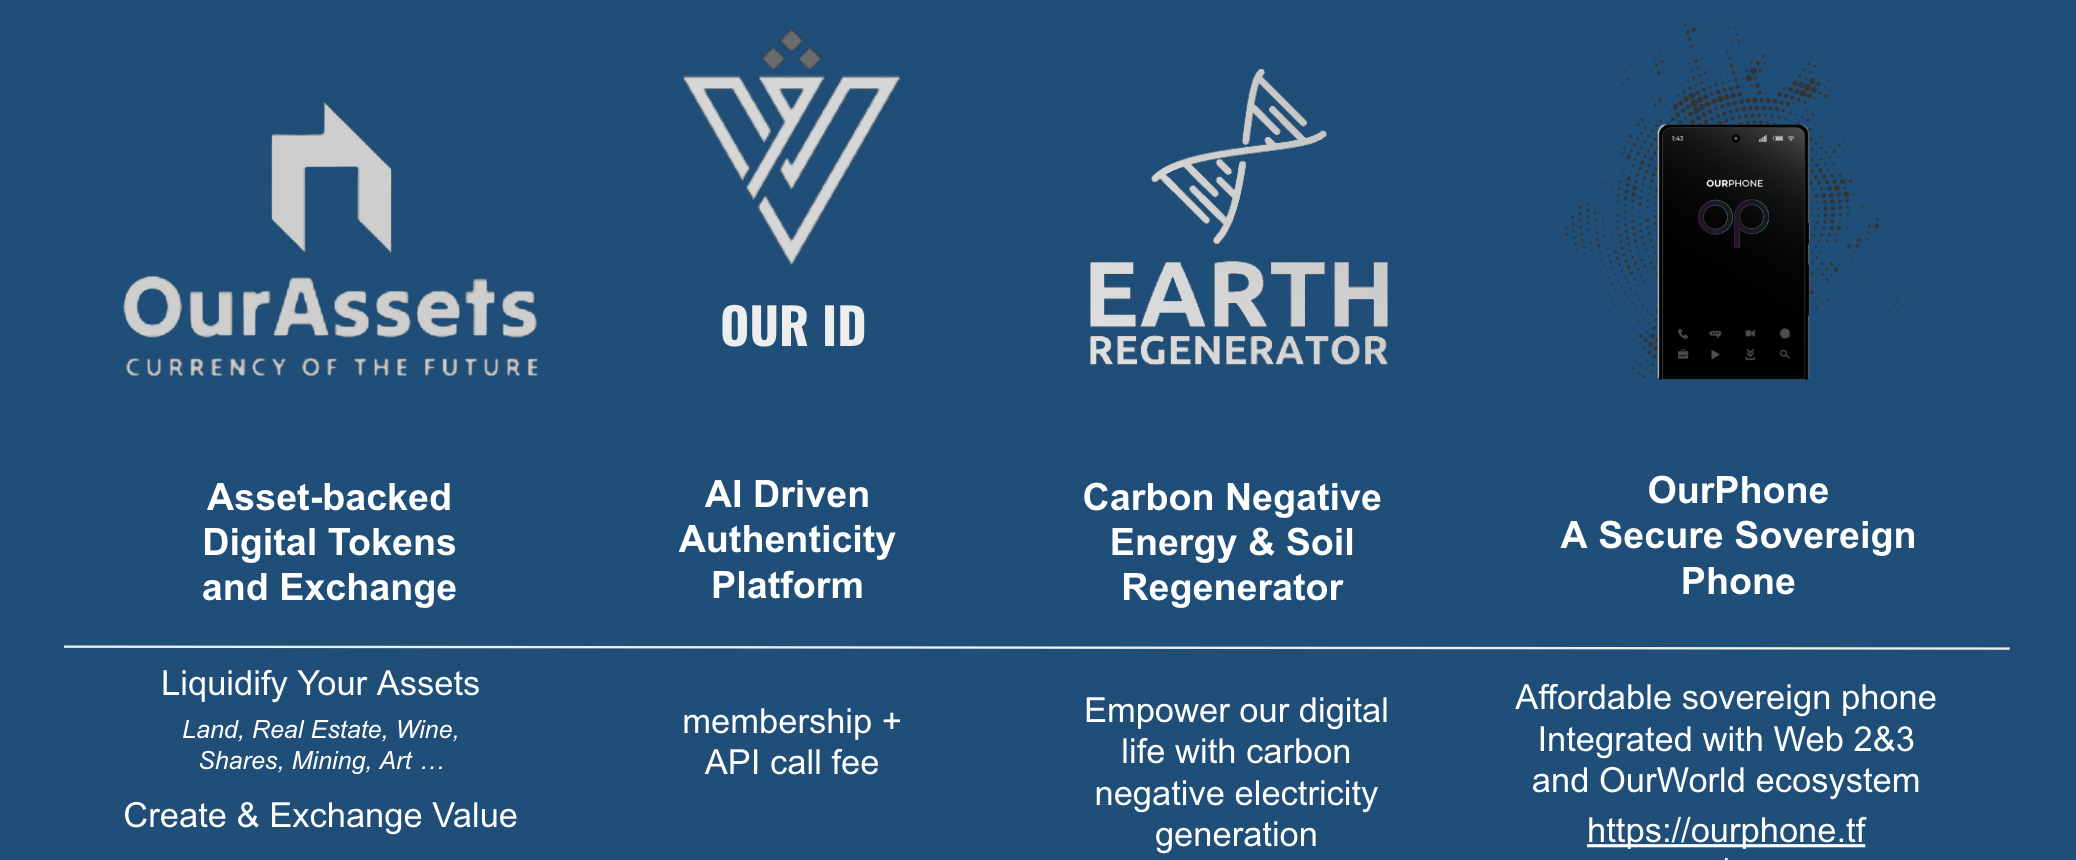 OurAssets
CURRENCY OF THE FUTURE
Asset-backed
Digital Tokens
and Exchange
Liquidify Your Assets
Land, Real Estate, Wine,
Shares, Mining, Art …
Create & Exchange Value
OUR ID
AI Driven
Authenticity
Platform
membership +
API call fee
EARTH
REGENERATOR
Carbon Negative
Energy & Soil
Regenerator
Empower our digital
life with carbon
negative electricity
generation
1:43
OURPHONE
op
OurPhone
A Secure Sovereign
Phone
Affordable sovereign phone
Integrated with Web 2&3
and OurWorld ecosystem
https://ourphone.tf